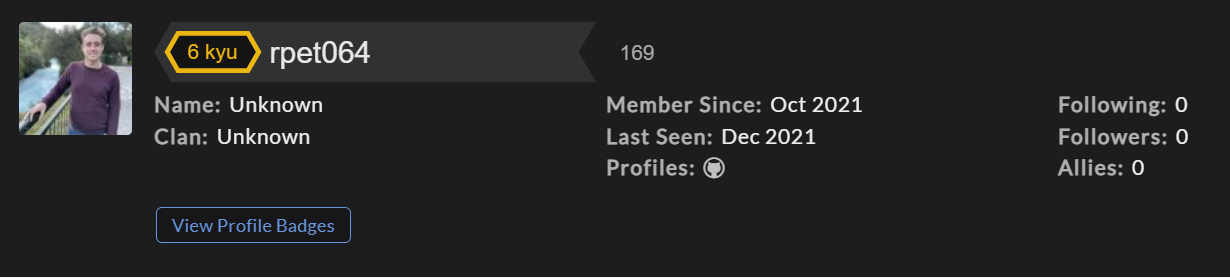 6 kyu rpet064 169
Name: Unknown
Clan: Unknown
Member Since: Oct 2021
Last Seen: Dec 2021
Profiles:
Following: 0
Followers: 0
Allies: 0
View Profile Badges